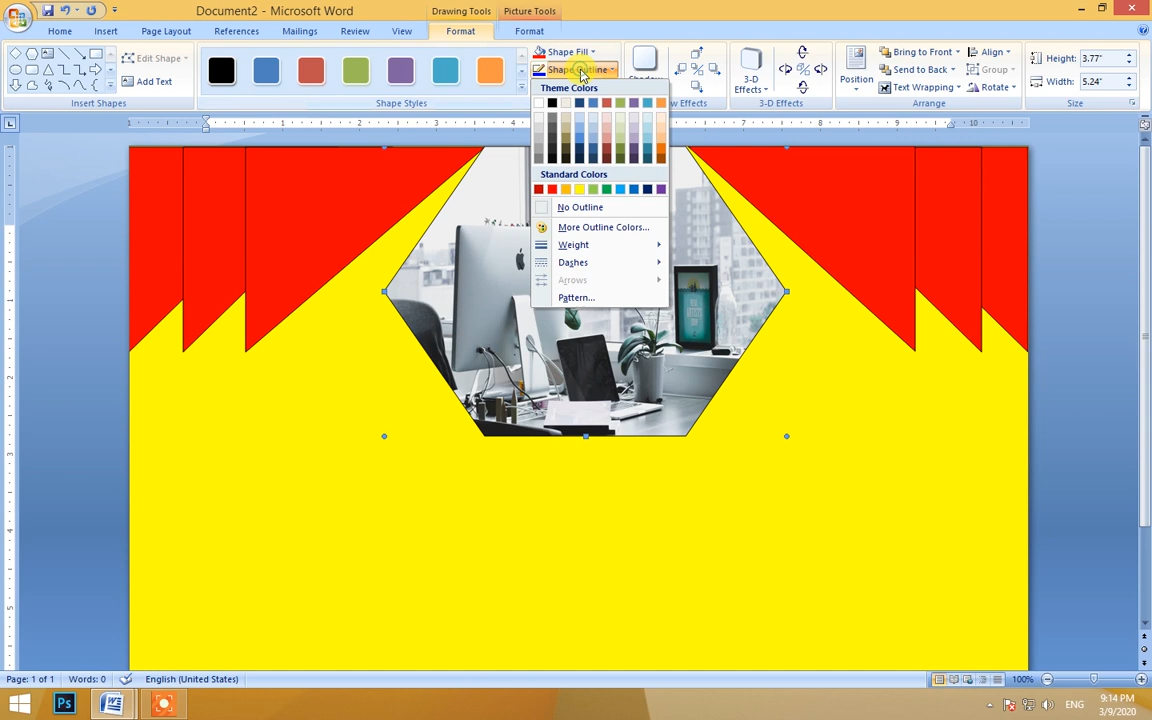 Document2 - Microsoft Word
Drawing Tools
Picture Tools
Home
Insert
Page Layout
References
Mailings
Review
View
Format
Format
Edit Shape
Add Text
Insert Shapes
Shape Styles
Shape Fill
Shape Outline
3-D
Effects
3-D Effects
Position
Bring to Front
Send to Back
Text Wrapping
Align
Group
Rotate
Arrange
Height: 3.77"
Width: 5.24"
Size
Theme Colors
Standard Colors
No Outline
More Outline Colors...
Weight
Dashes
Arrows
Pattern...
Page: 1 of 1
Words: 0
English (United States)
100%
Ps
ENG
9:14 PM
3/9/2020